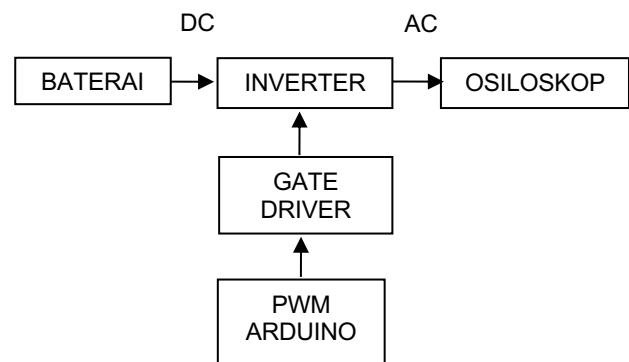 DC
AC
BATERAI
INVERTER
OSILOSKOP
GATE
DRIVER
PWM
ARDUINO